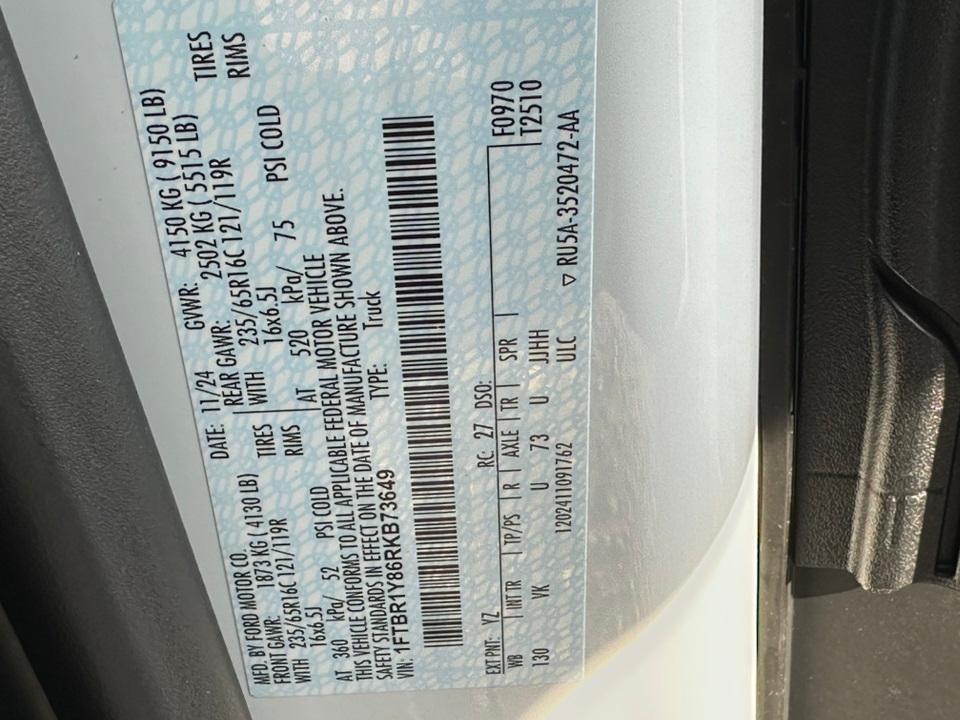 MFD. BY FORD MOTOR CO. DATE: 11/24 GVWR: 4150 KG ( 9150 LB)
FRONT GAWR: 1873 KG ( 4130 LB) REAR GAWR: 2502 KG ( 5515 LB)
WITH 235/65R16C 121/119R TIRES WITH 235/65R16C 121/119R TIRES
16x6.5J RIMS 16x6.5J RIMS
AT 360 kPa/ 52 PSI COLD AT 520 kPa/ 75 PSI COLD
THIS VEHICLE CONFORMS TO ALL APPLICABLE FEDERAL MOTOR VEHICLE
SAFETY STANDARDS IN EFFECT ON THE DATE OF MANUFACTURE SHOWN ABOVE.
VIN: 1FTBR1Y86RKB73649 TYPE: Truck
EXT PNT: YZ RC: 27 DSO: F0970
WB INT TR TP/PS R AXLE TR SPR T2510
130 VK U 73 U JJHH
1202411091762 ULC ▽ RU5A-3520472-AA